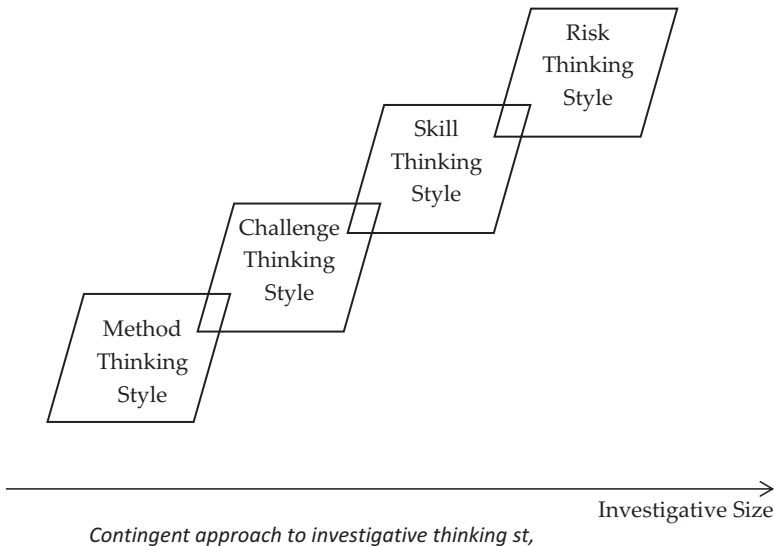 Risk
Thinking
Style
Skill
Thinking
Style
Challenge
Thinking
Style
Method
Thinking
Style
Investigative Size
Contingent approach to investigative thinking st,